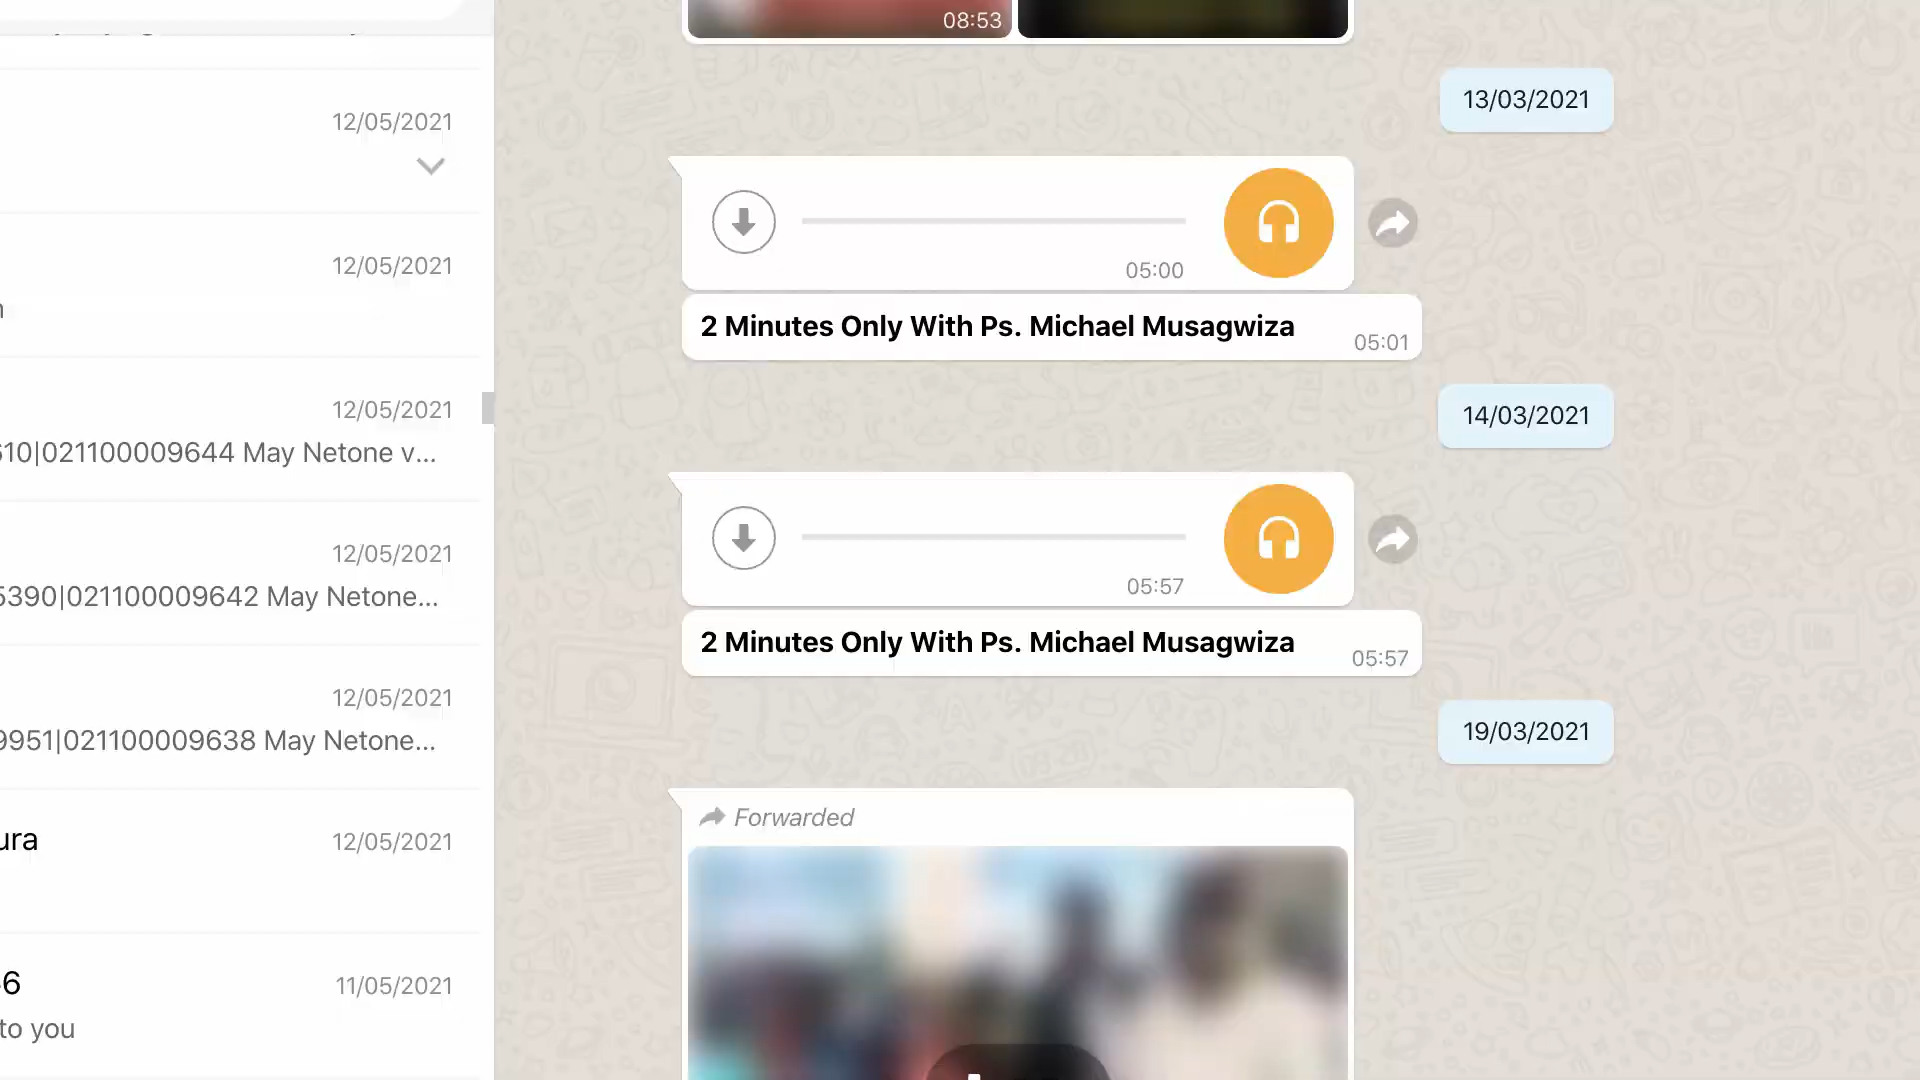 12/05/2021
12/05/2021
12/05/2021
610|021100009644 May Netone v...
12/05/2021
5390|021100009642 May Netone...
12/05/2021
9951|021100009638 May Netone...
ura
12/05/2021
6
11/05/2021
to you
08:53
13/03/2021
05:00
2 Minutes Only With Ps. Michael Musagwiza
05:01
14/03/2021
05:57
2 Minutes Only With Ps. Michael Musagwiza
05:57
19/03/2021
Forwarded